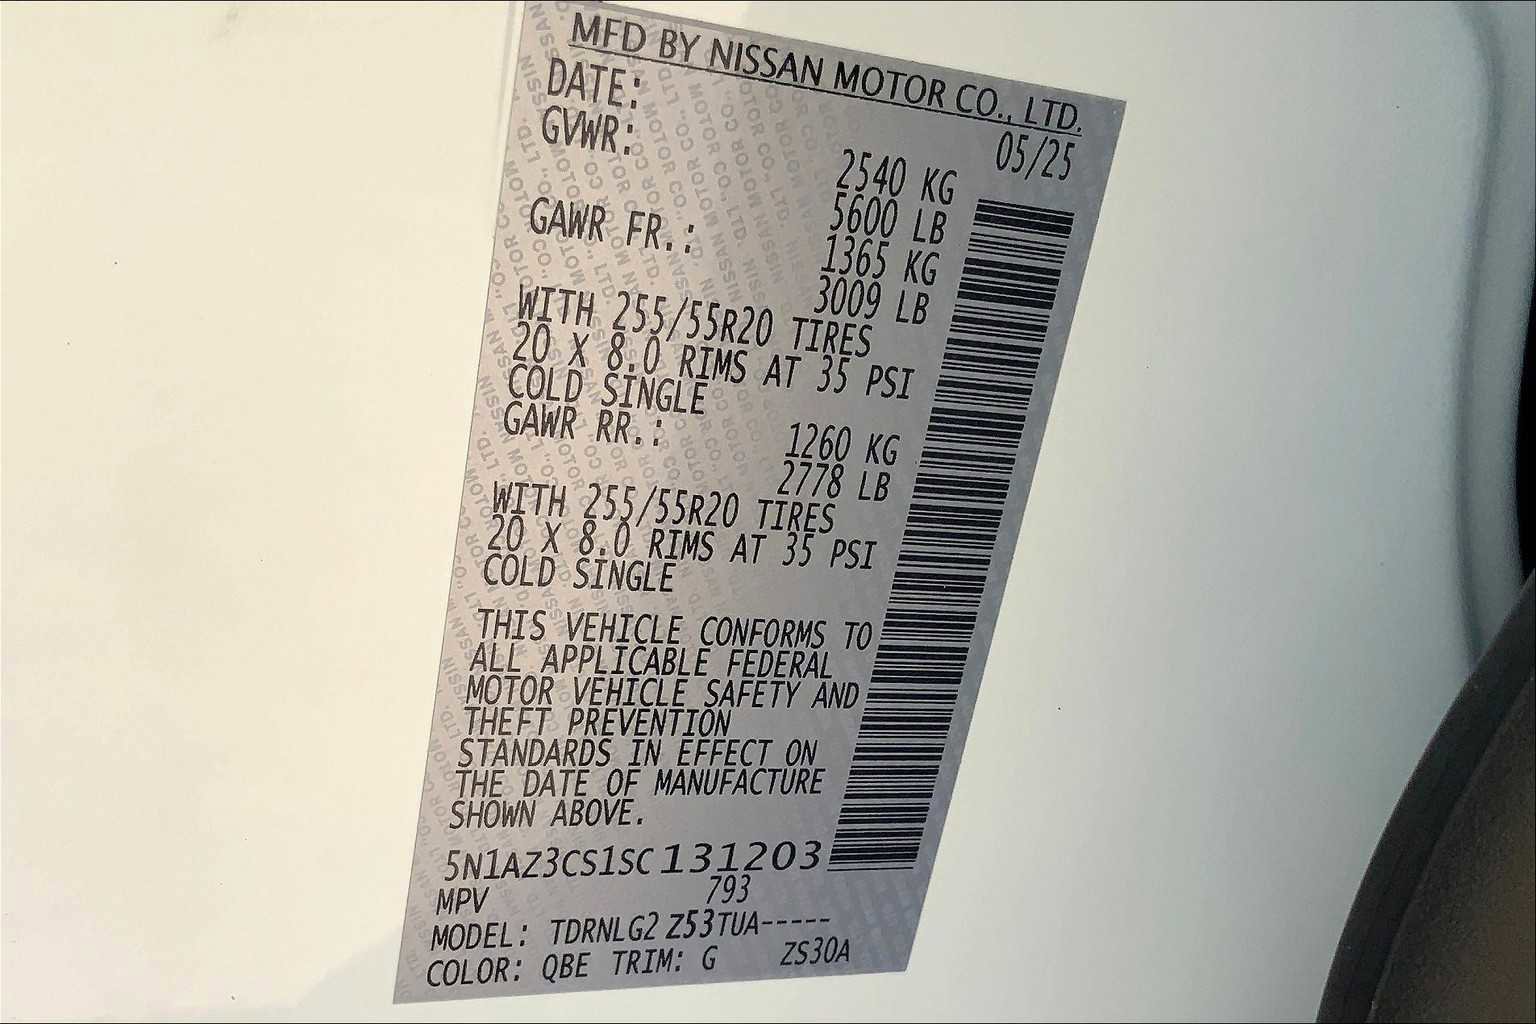 MFD BY NISSAN MOTOR CO., LTD.
DATE: 05/25
GVWR: 2540 KG
5600 LB
GAWR FR.: 1365 KG
3009 LB
WITH 255/55R20 TIRES
20 X 8.0 RIMS AT 35 PSI
COLD SINGLE
GAWR RR.: 1260 KG
2778 LB
WITH 255/55R20 TIRES
20 X 8.0 RIMS AT 35 PSI
COLD SINGLE
THIS VEHICLE CONFORMS TO
ALL APPLICABLE FEDERAL
MOTOR VEHICLE SAFETY AND
THEFT PREVENTION
STANDARDS IN EFFECT ON
THE DATE OF MANUFACTURE
SHOWN ABOVE.
5N1AZ3CS1SC131203
MPV 793
MODEL: TDRNLG2 Z53TUA-----
COLOR: QBE TRIM: G ZS30A